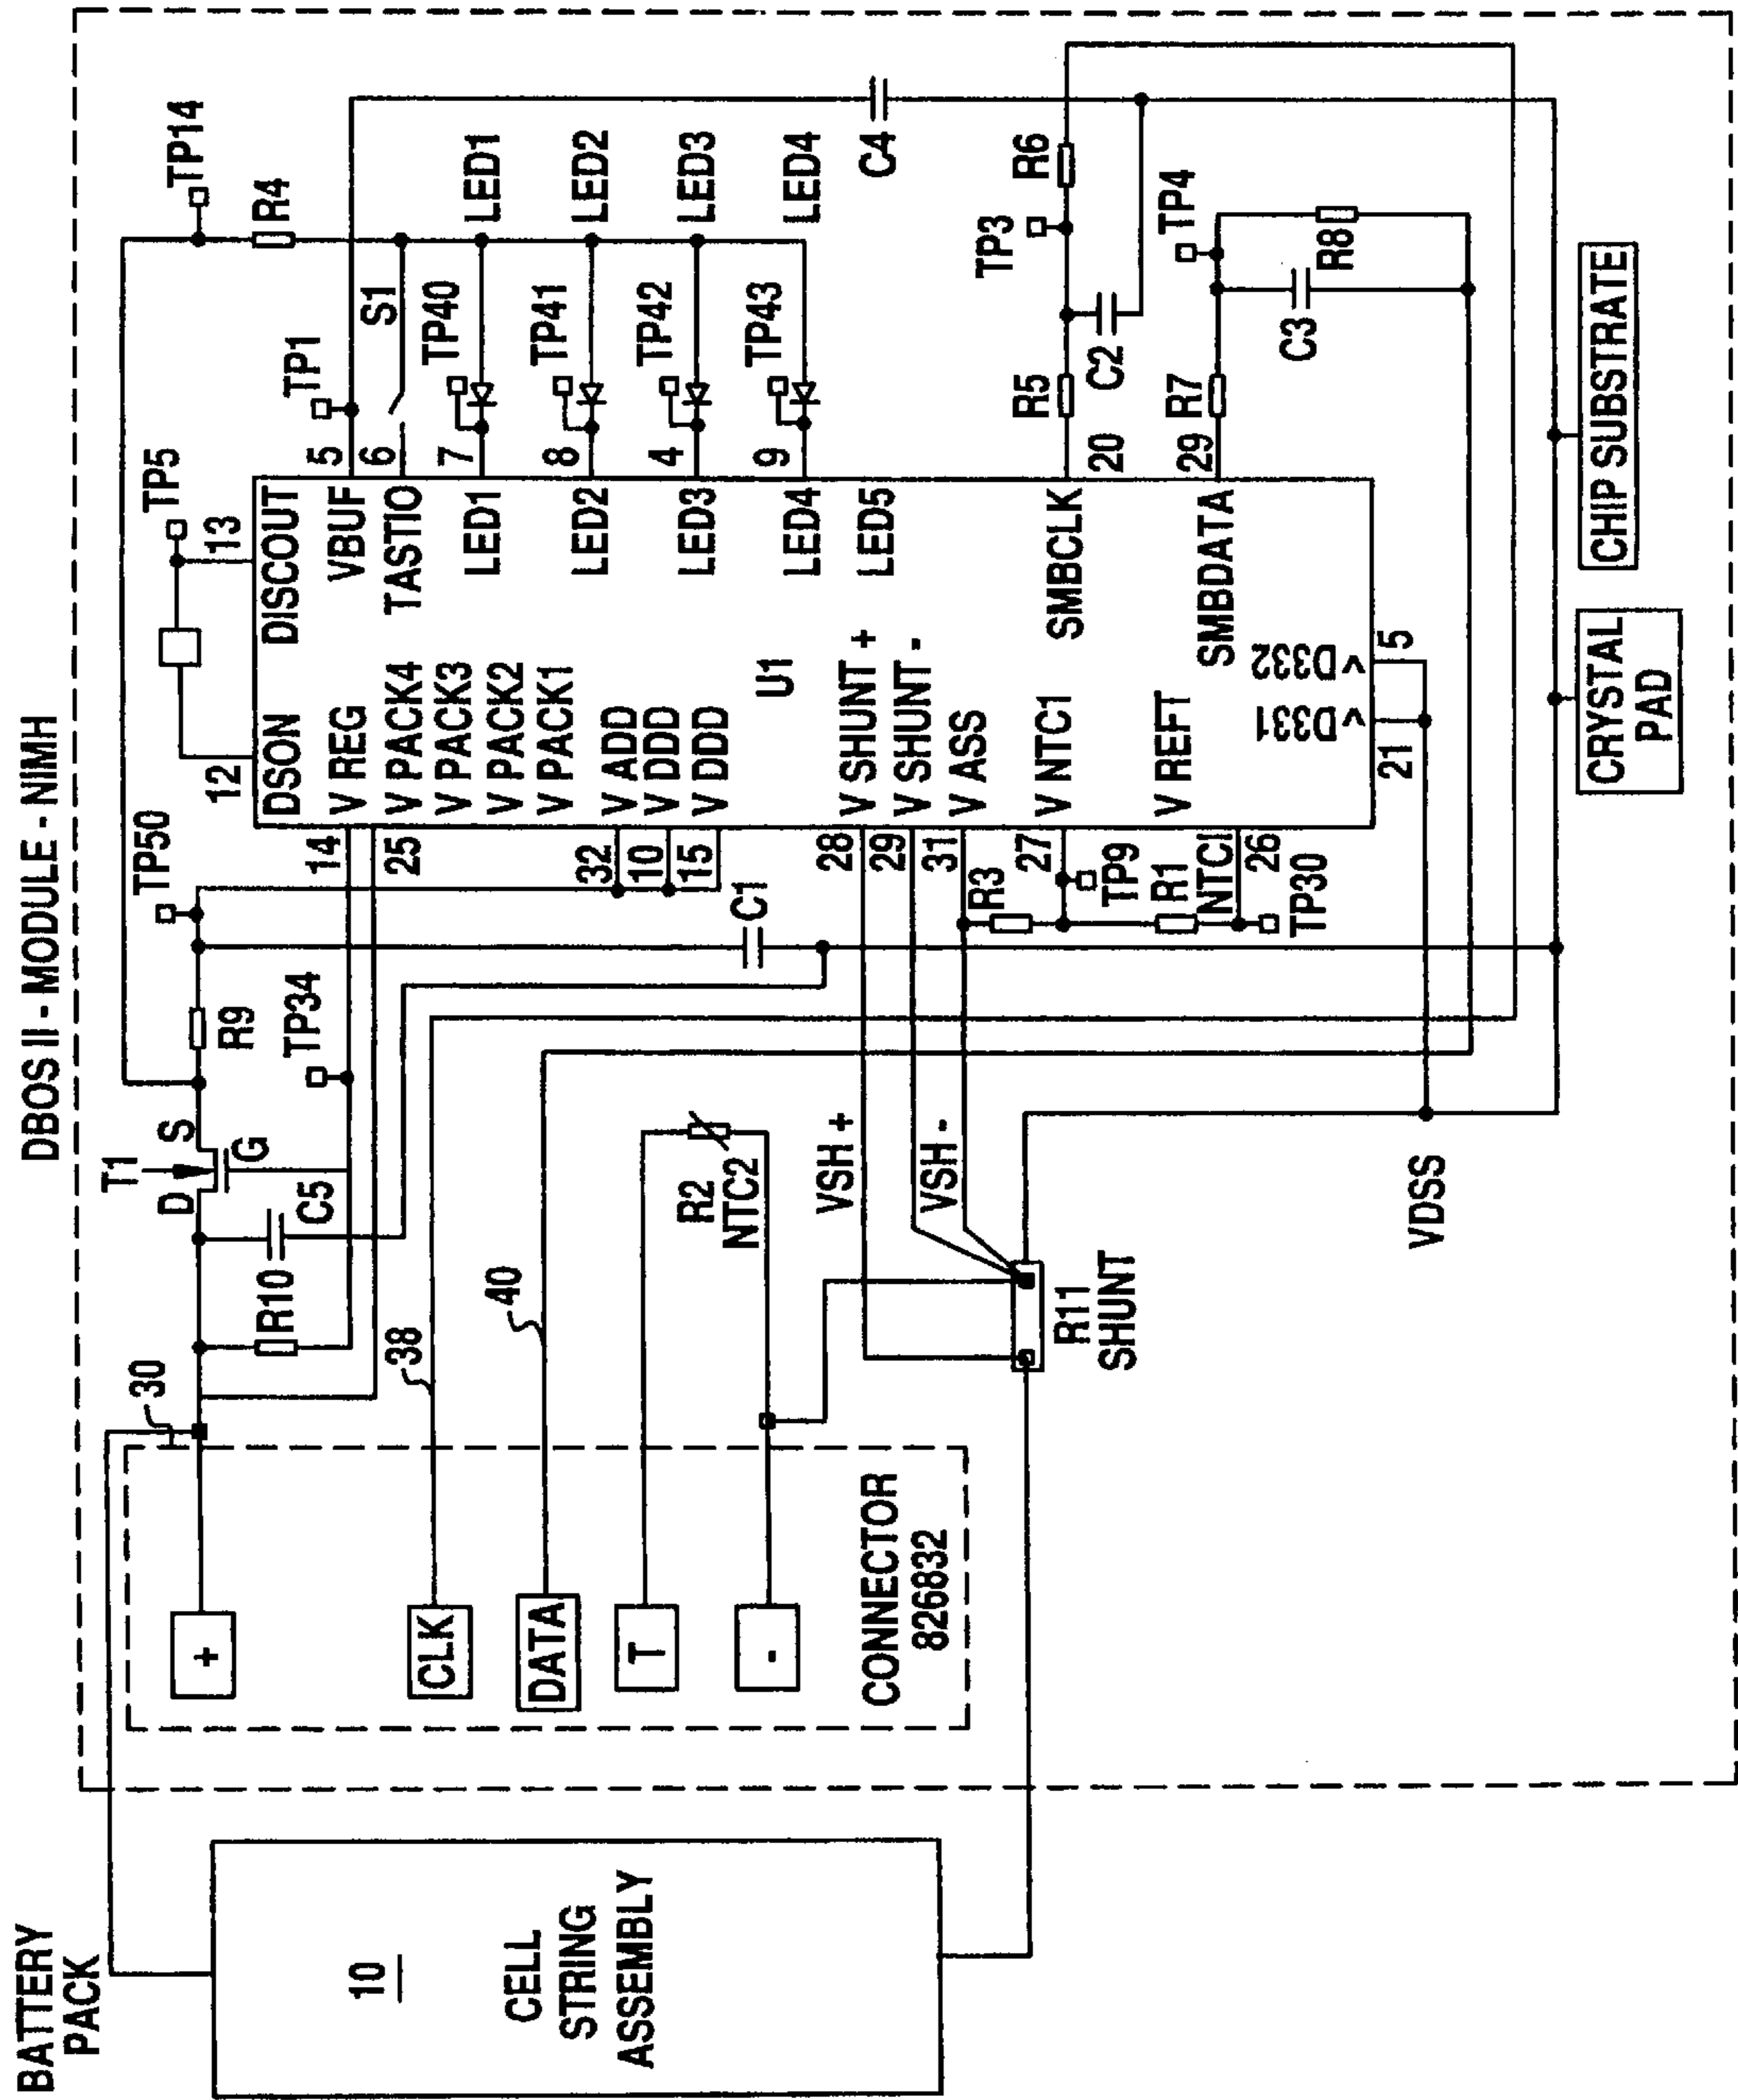 DBOS II - MODULE - NIMH
BATTERY
PACK
10
CELL
STRING
ASSEMBLY
30
+
CLK
DATA
T
-
CONNECTOR
826832
38
40
R10
C5
T1
D
S
G
R9
TP34
TP50
R2
NTC2
VSH +
VSH -
R11
SHUNT
VDSS
C1
TP5
12
13
14
25
32
10
15
28
29
31
27
26
R3
TP9
R1
NTCI
TP30
DSON
DISCOUT
V REG
V PACK4
V PACK3
V PACK2
V PACK1
V ADD
V DDD
V DDD
U1
V SHUNT +
V SHUNT -
V ASS
V NTC1
V REFT
VBUF
TASTIO
LED1
LED2
LED3
LED4
LED5
SMBCLK
SMBDATA
V D331
V D332
21
5
5
6
7
8
4
9
20
29
TP1
TP14
R4
S1
TP40
LED1
TP41
LED2
TP42
LED3
TP43
LED4
C4
R5
TP3
R6
C2
R7
TP4
C3
R8
CRYSTAL
PAD
CHIP SUBSTRATE